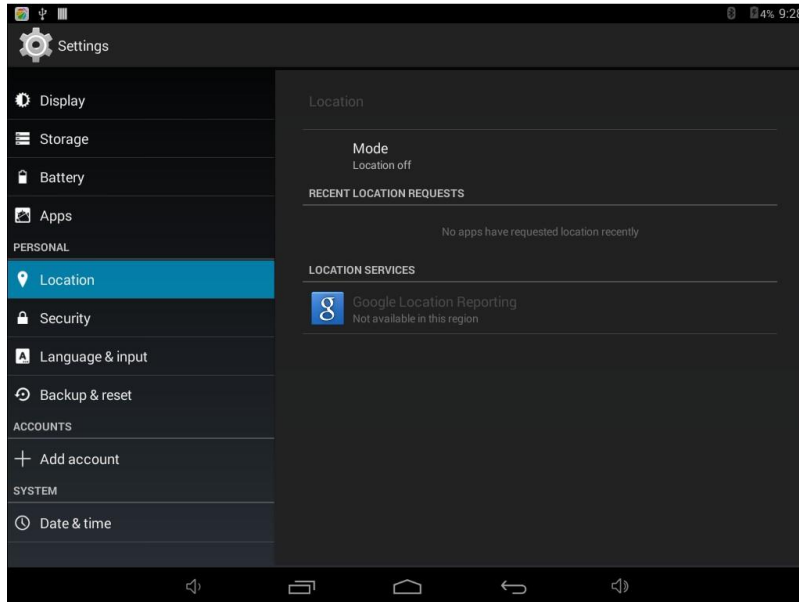 4% 9:28
Settings
Display
Storage
Battery
Apps
PERSONAL
Location
Security
Language & input
Backup & reset
ACCOUNTS
Add account
SYSTEM
Date & time
Location
Mode
Location off
RECENT LOCATION REQUESTS
No apps have requested location recently
LOCATION SERVICES
Google Location Reporting
Not available in this region